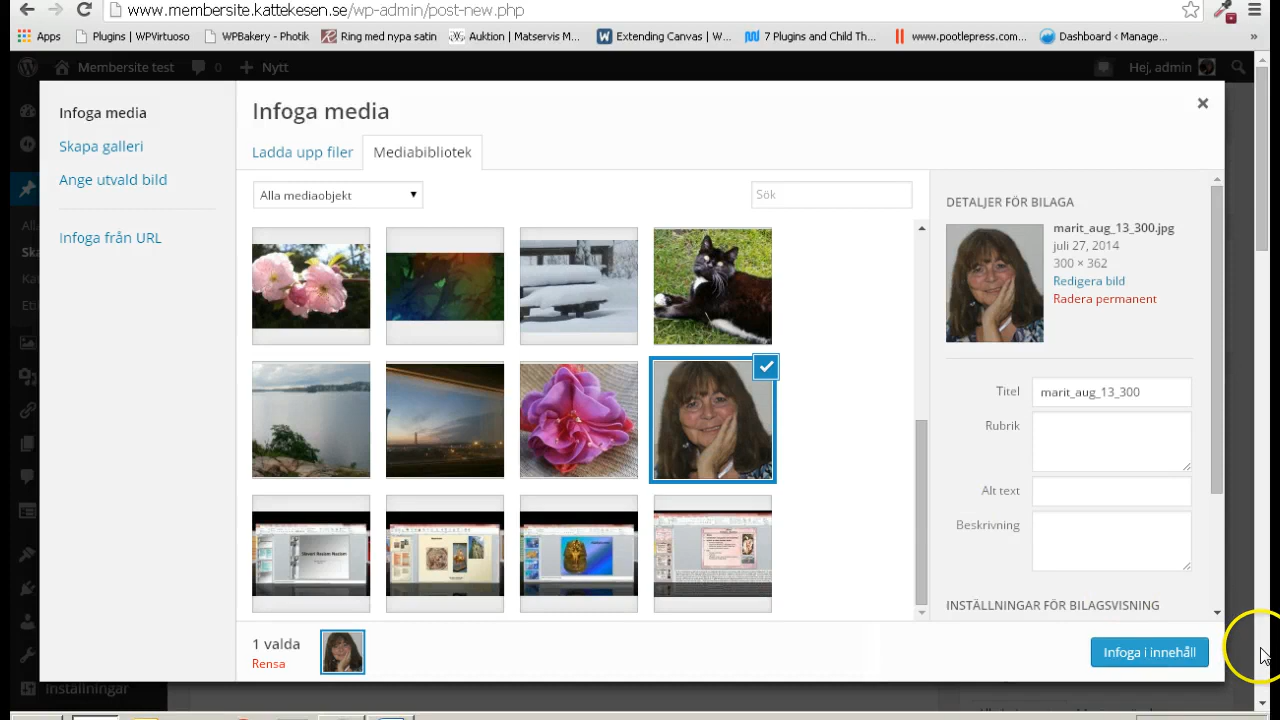 www.membersite.kattekesen.se/wp-admin/post-new.php
Apps Plugins | WPVirtuoso WPBakery - Photik Ring med nypa satin Auktion | Matservis M... Extending Canvas | W... 7 Plugins and Child Th... www.pootlepress.com... Dashboard ‹ Manage... »
Membersite test 0 + Nytt Hej, admin
Infoga media
Skapa galleri
Ange utvald bild
Infoga från URL
Infoga media
×
Ladda upp filer Mediabibliotek
Alla mediaobjekt
Sök
DETALJER FÖR BILAGA
marit_aug_13_300.jpg
juli 27, 2014
300 × 362
Redigera bild
Radera permanent
Titel marit_aug_13_300
Rubrik
Alt text
Beskrivning
INSTÄLLNINGAR FÖR BILAGSVISNING
1 valda
Rensa
Infoga i innehåll
Inställningar